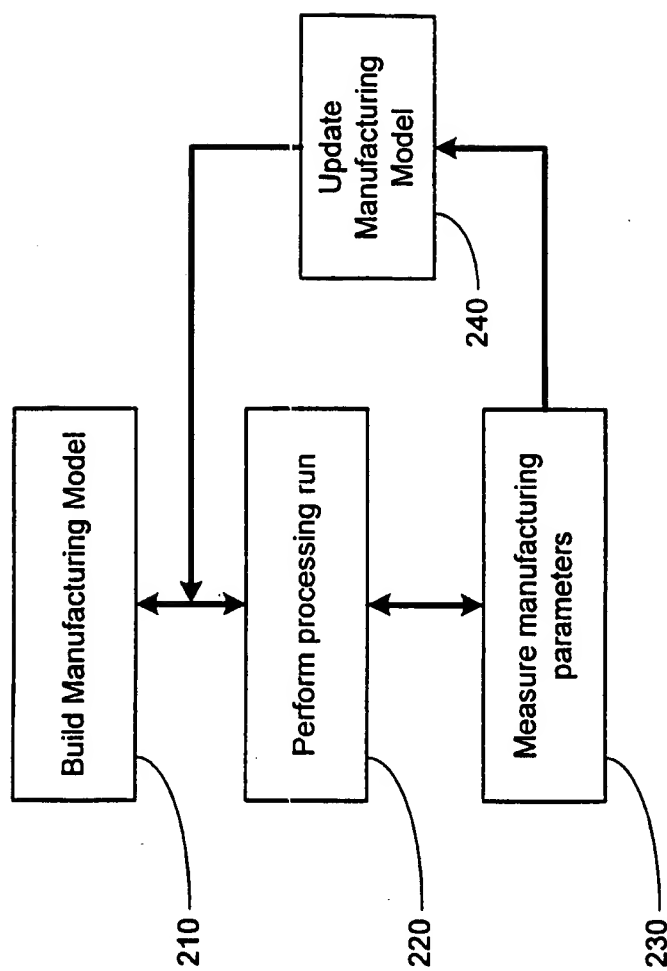 Build Manufacturing Model
210
Perform processing run
220
Measure manufacturing
parameters
230
Update
Manufacturing
Model
240